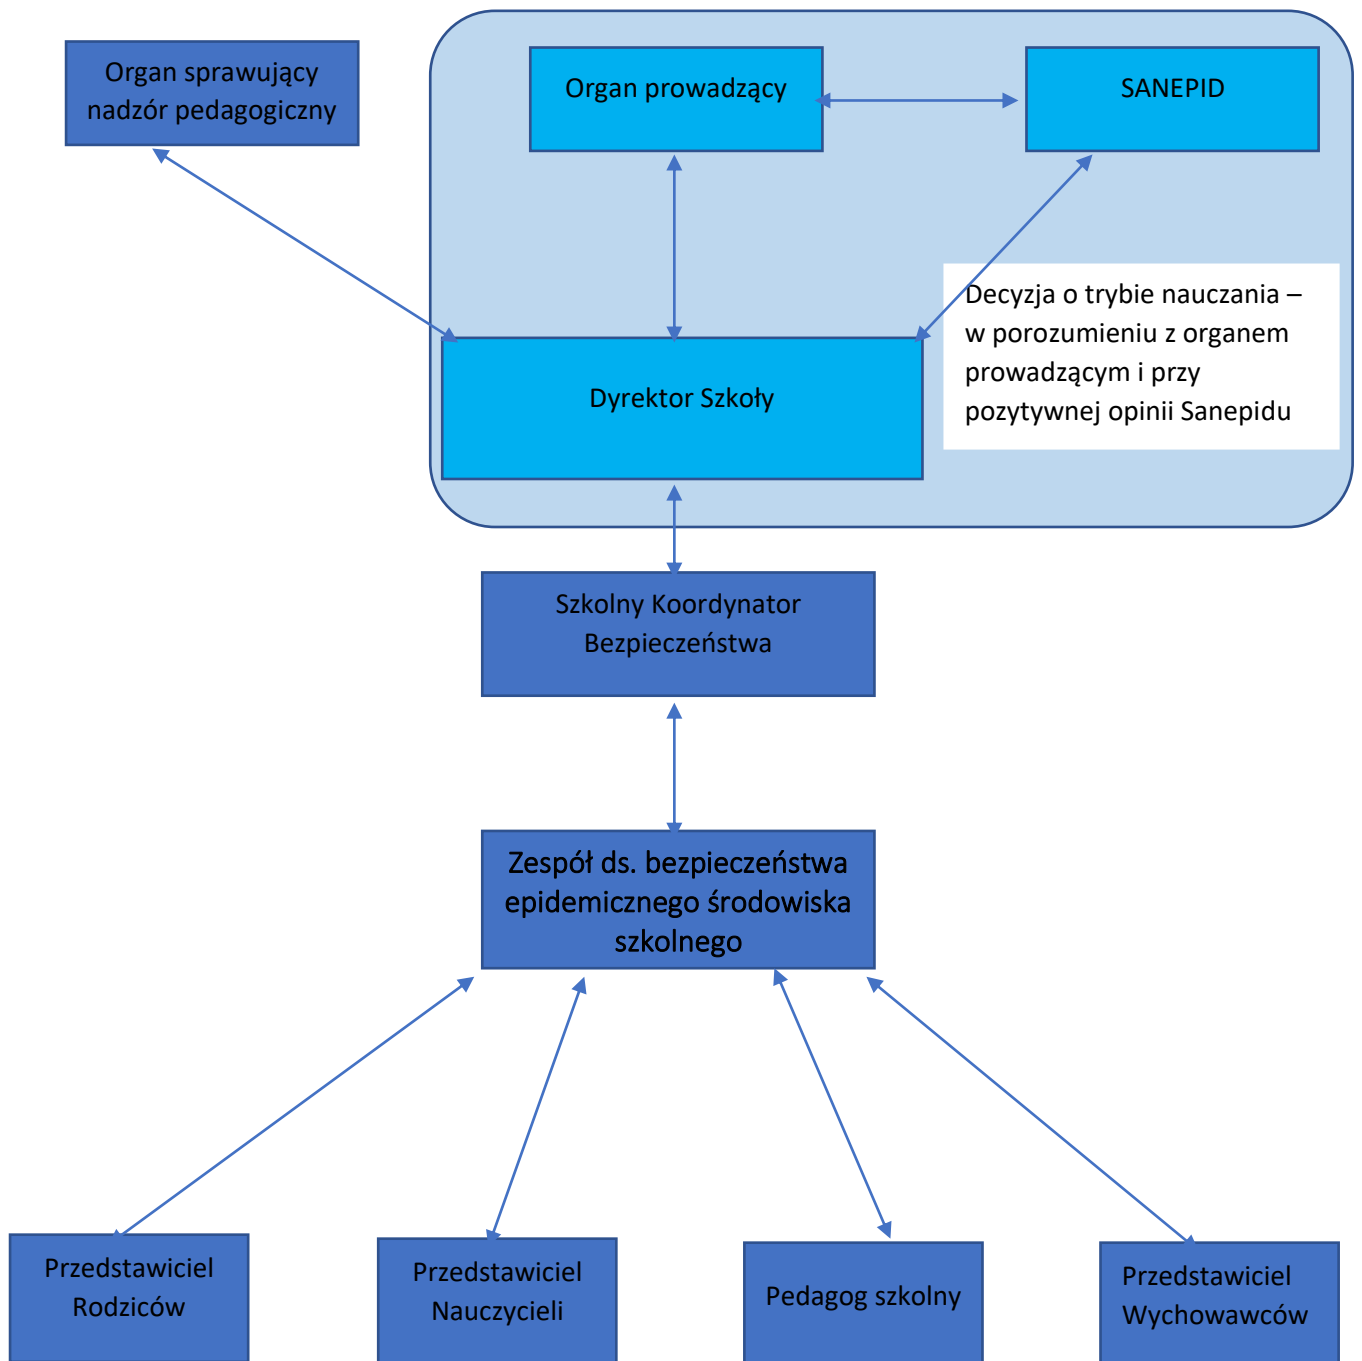 Organ sprawujący
nadzór pedagogiczny
Organ prowadzący
SANEPID
Decyzja o trybie nauczania –
w porozumieniu z organem
prowadzącym i przy
pozytywnej opinii Sanepidu
Dyrektor Szkoły
Szkolny Koordynator
Bezpieczeństwa
Zespół ds. bezpieczeństwa
epidemicznego środowiska
szkolnego
Przedstawiciel
Rodziców
Przedstawiciel
Nauczycieli
Pedagog szkolny
Przedstawiciel
Wychowawców